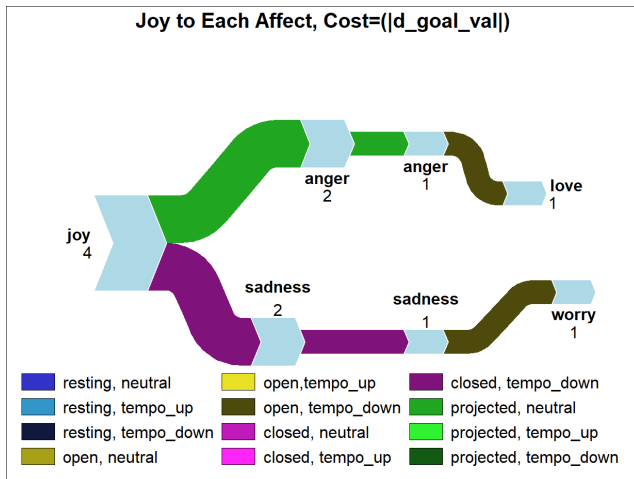 Joy to Each Affect, Cost=(|d_goal_val|)
joy
4
anger
2
anger
1
love
1
sadness
2
sadness
1
worry
1
resting, neutral
resting, tempo_up
resting, tempo_down
open, neutral
open,tempo_up
open, tempo_down
closed, neutral
closed, tempo_up
closed, tempo_down
projected, neutral
projected, tempo_up
projected, tempo_down